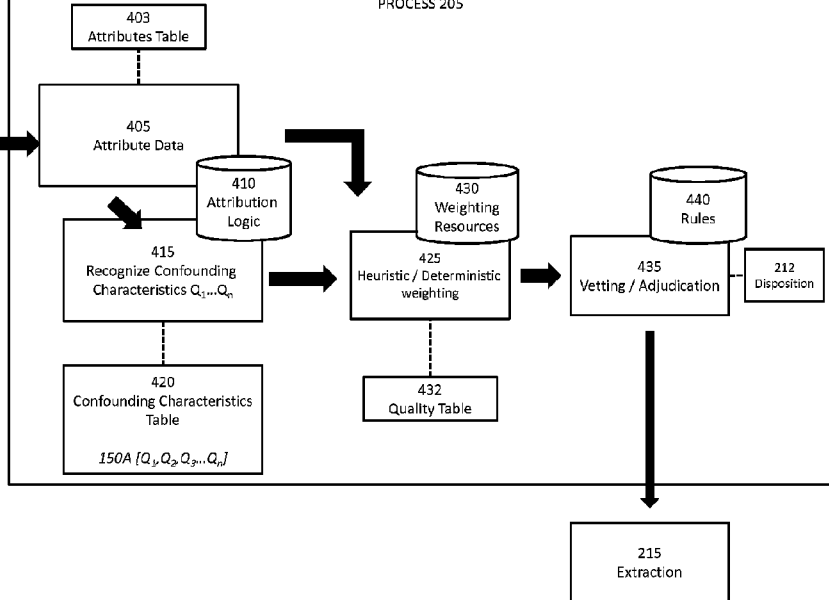 PROCESS 205
403
Attributes Table
405
Attribute Data
410
Attribution
Logic
415
Recognize Confounding
Characteristics Q1...Qn
420
Confounding Characteristics
Table
150A [Q1,Q2,Q3...Qn]
430
Weighting
Resources
425
Heuristic / Deterministic
weighting
432
Quality Table
440
Rules
435
Vetting / Adjudication
212
Disposition
215
Extraction